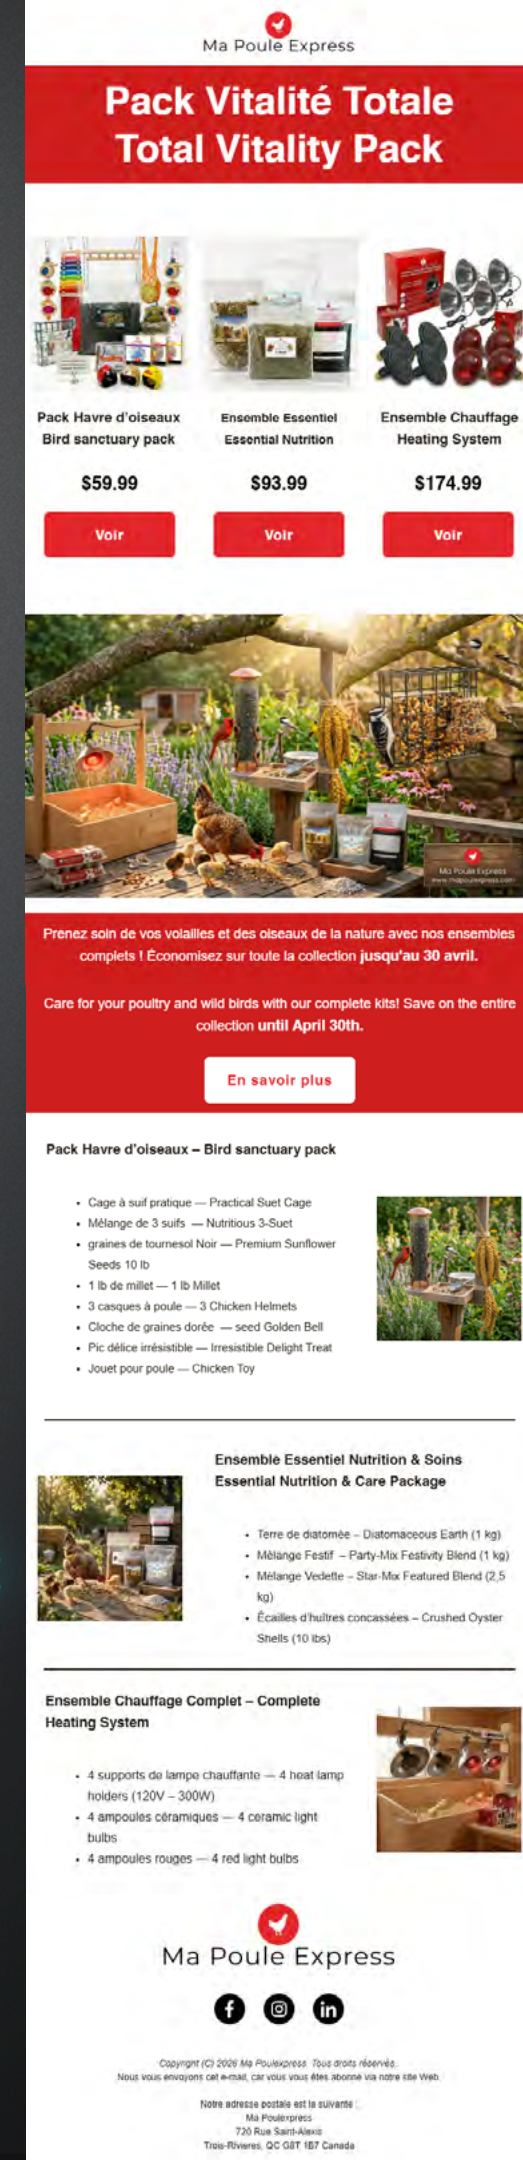 Ma Poule Express
Pack Vitalité Totale
Total Vitality Pack
Pack Havre d'oiseaux
Bird sanctuary pack
$59.99
Voir
Ensemble Essentiel
Essential Nutrition
$93.99
Voir
Ensemble Chauffage
Heating System
$174.99
Voir
Ma Poule Express
www.mapoulexpress.com
Prenez soin de vos volailles et des oiseaux de la nature avec nos ensembles
complets ! Économisez sur toute la collection jusqu'au 30 avril.
Care for your poultry and wild birds with our complete kits! Save on the entire
collection until April 30th.
En savoir plus
Pack Havre d'oiseaux – Bird sanctuary pack
• Cage à suif pratique — Practical Suet Cage
• Mélange de 3 suifs — Nutritious 3-Suet
• graines de tournesol Noir — Premium Sunflower
Seeds 10 lb
• 1 lb de millet — 1 lb Millet
• 3 casques à poule — 3 Chicken Helmets
• Cloche de graines dorée — seed Golden Bell
• Pic délice irrésistible — Irresistible Delight Treat
• Jouet pour poule — Chicken Toy
Ensemble Essentiel Nutrition & Soins
Essential Nutrition & Care Package
• Terre de diatomée – Diatomaceous Earth (1 kg)
• Mélange Festif – Party-Mix Festivity Blend (1 kg)
• Mélange Vedette – Star-Mix Featured Blend (2,5
kg)
• Écailles d'huîtres concassées – Crushed Oyster
Shells (10 lbs)
Ensemble Chauffage Complet – Complete
Heating System
• 4 supports de lampe chauffante — 4 heat lamp
holders (120V – 300W)
• 4 ampoules céramiques — 4 ceramic light
bulbs
• 4 ampoules rouges — 4 red light bulbs
Ma Poule Express
Copyright (C) 2026 Ma Poulexpress. Tous droits réservés.
Nous vous envoyons cet e-mail, car vous vous êtes abonné via notre site Web.
Notre adresse postale est la suivante :
Ma Poulexpress
720 Rue Saint-Alexis
Trois-Rivieres, QC G8T 1B7 Canada